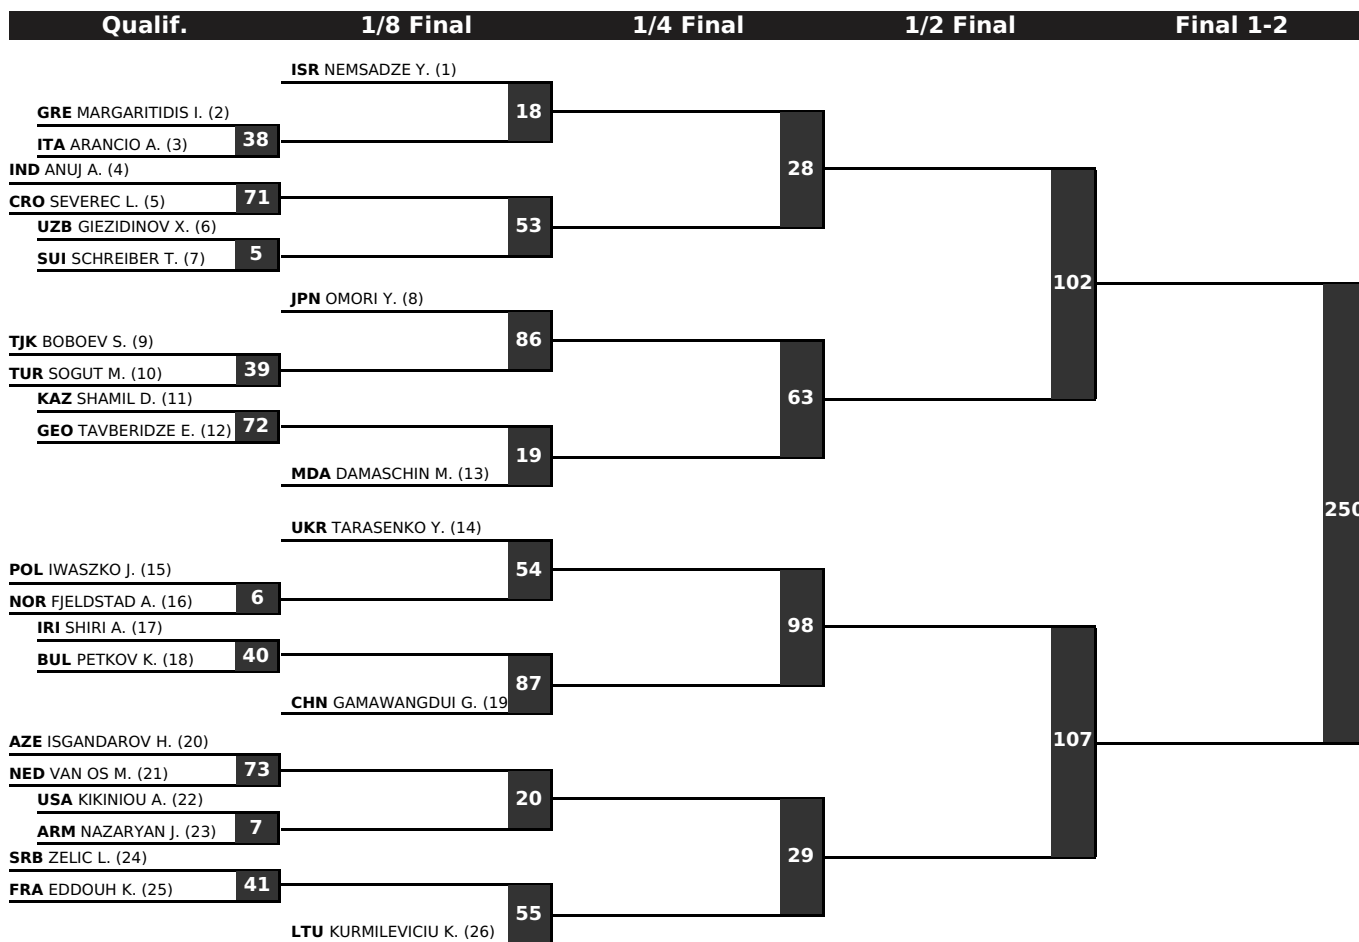 Qualif. 1/8 Final 1/4 Final 1/2 Final Final 1-2
ISR NEMSADZE Y. (1)
18
GRE MARGARITIDIS I. (2)
38
ITA ARANCIO A. (3)
IND ANUJ A. (4)
28
71
CRO SEVEREC L. (5)
53
UZB GIEZIDINOV X. (6)
5
SUI SCHREIBER T. (7)
102
JPN OMORI Y. (8)
86
TJK BOBOEV S. (9)
39
TUR SOGUT M. (10)
KAZ SHAMIL D. (11)
63
72
GEO TAVBERIDZE E. (12)
19
MDA DAMASCHIN M. (13)
250
UKR TARASENKO Y. (14)
54
POL IWASZKO J. (15)
6
NOR FJELDSTAD A. (16)
IRI SHIRI A. (17)
98
40
BUL PETKOV K. (18)
87
CHN GAMAWANGDUI G. (19
AZE ISGANDAROV H. (20)
107
73
NED VAN OS M. (21)
20
USA KIKINIOU A. (22)
7
ARM NAZARYAN J. (23)
SRB ZELIC L. (24)
29
41
FRA EDDOUH K. (25)
55
LTU KURMILEVICIU K. (26)